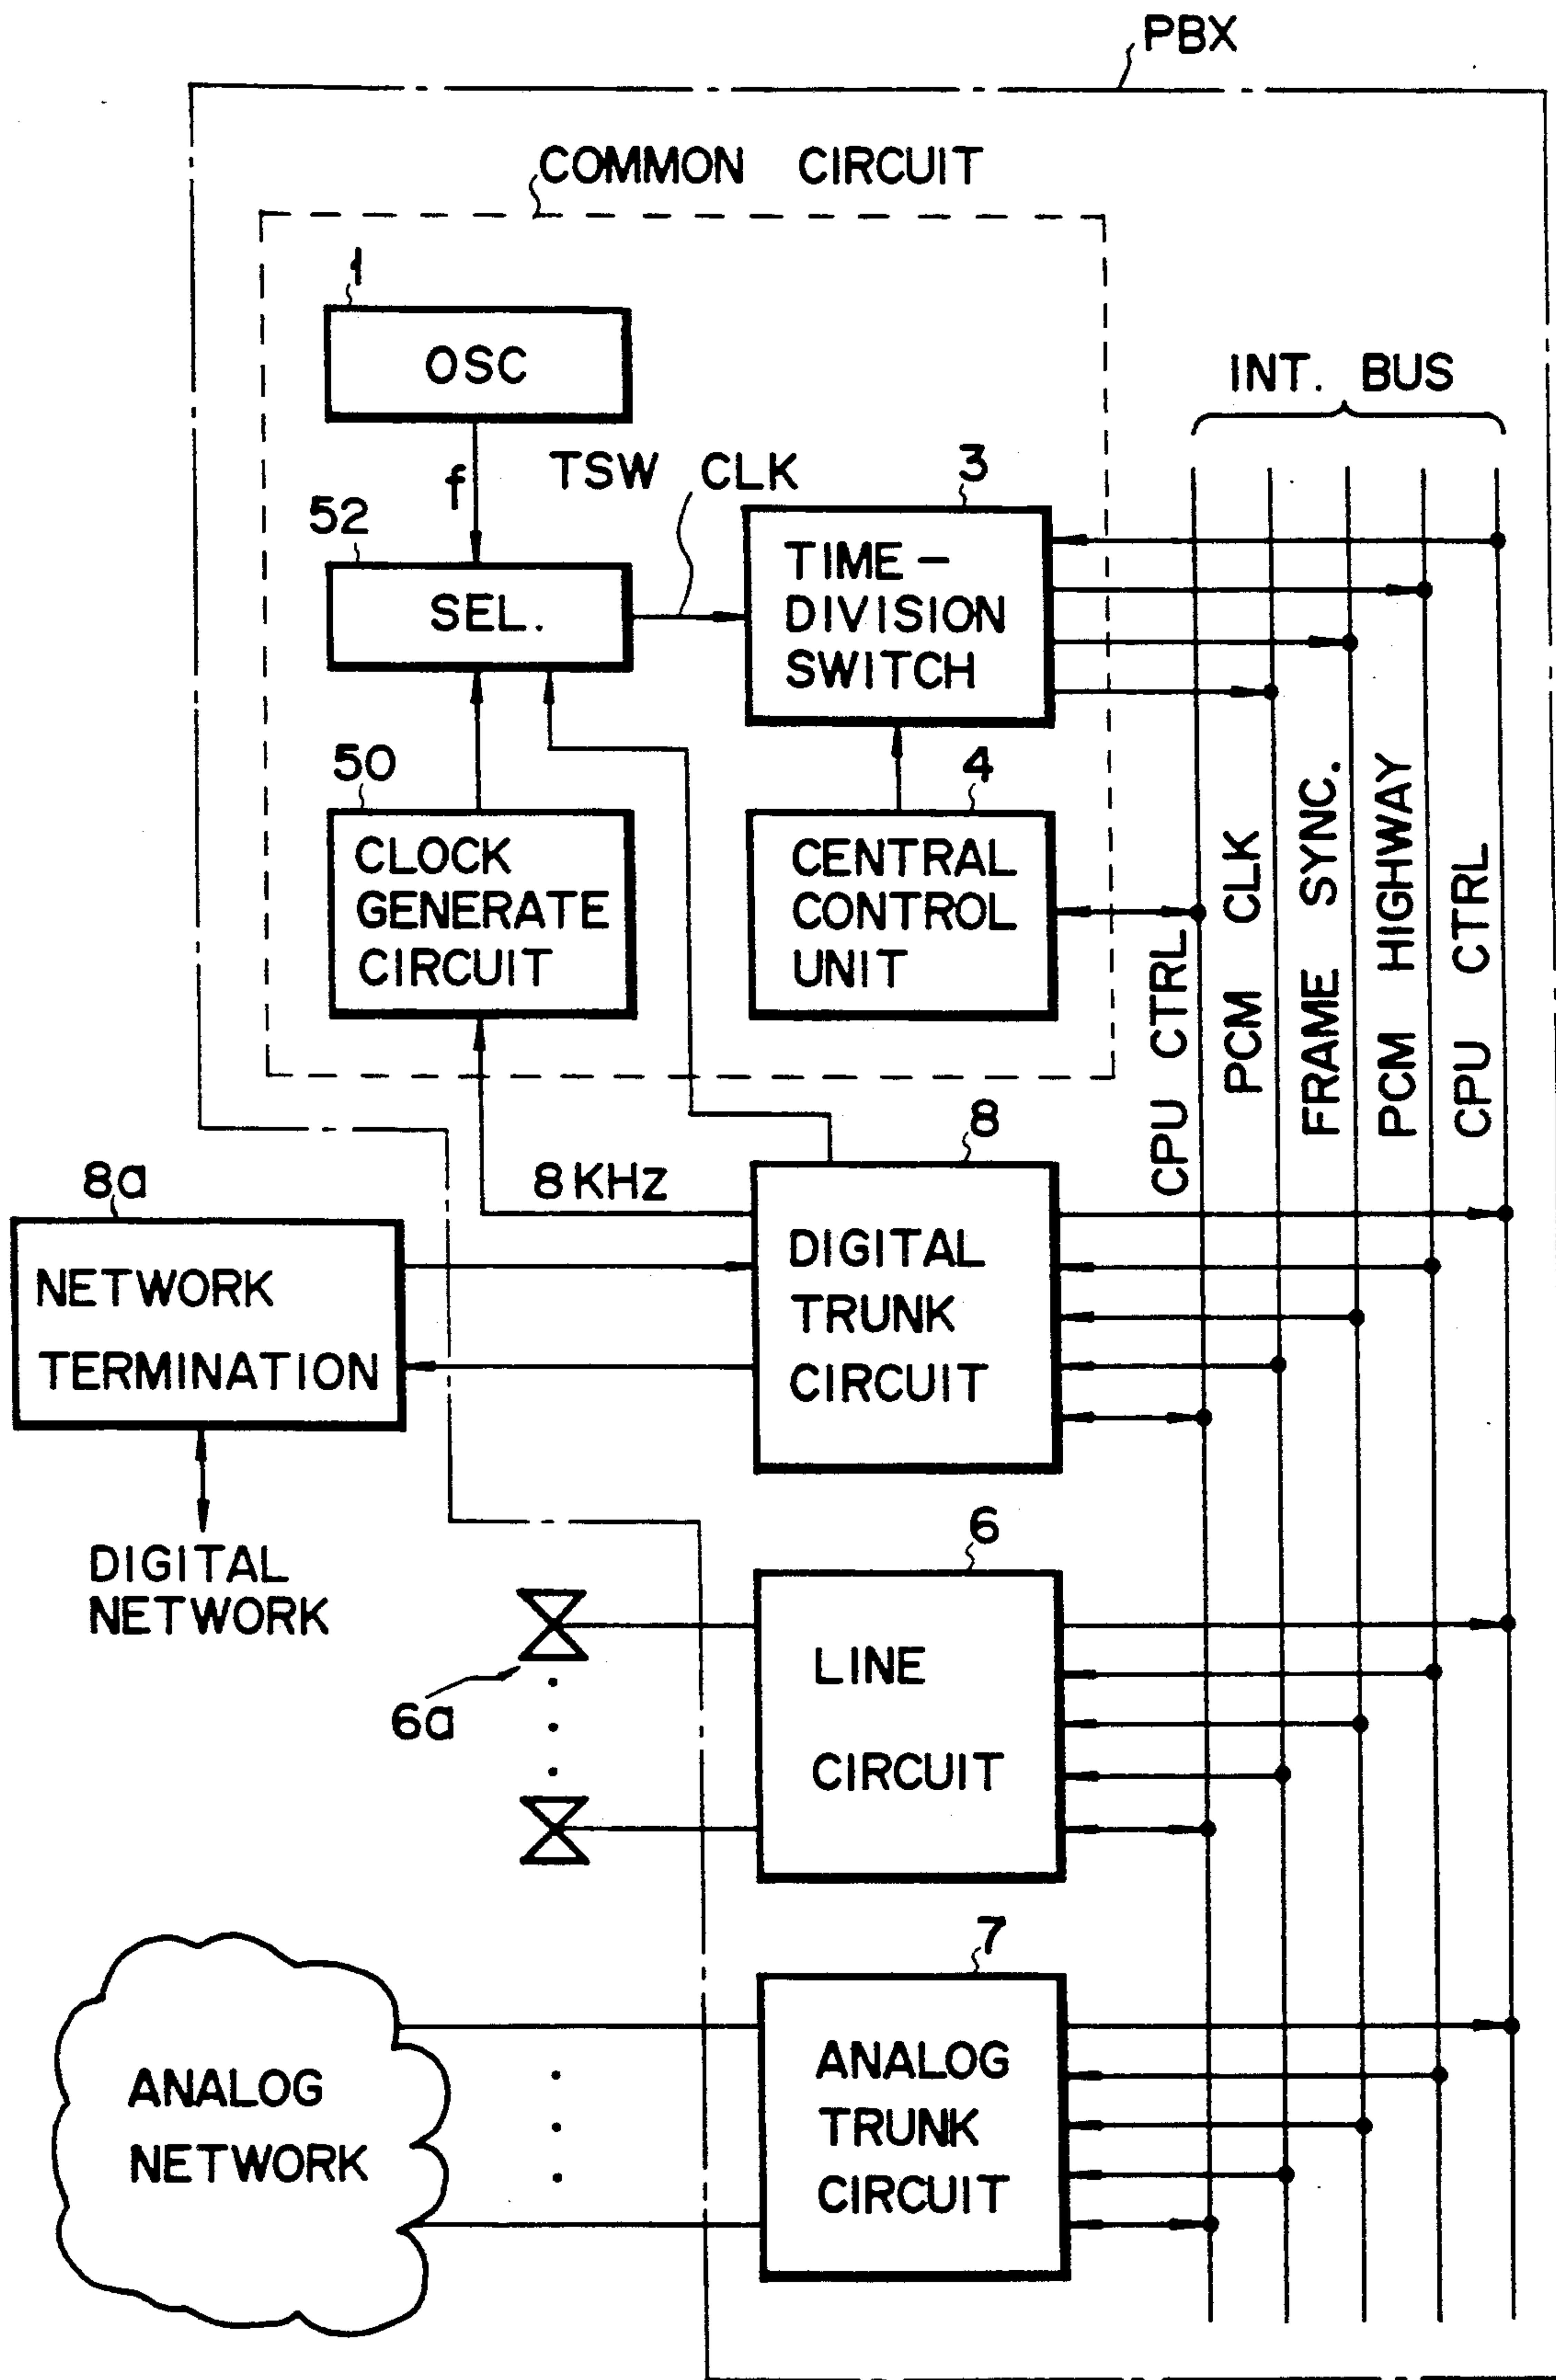 PBX
COMMON CIRCUIT
1
OSC
INT. BUS
f
TSW CLK
3
52
TIME-
DIVISION
SWITCH
SEL.
50
4
CLOCK
GENERATE
CIRCUIT
CENTRAL
CONTROL
UNIT
CPU CTRL
PCM CLK
FRAME SYNC.
PCM HIGHWAY
CPU CTRL
8
8a
8KHz
NETWORK
TERMINATION
DIGITAL
TRUNK
CIRCUIT
DIGITAL
NETWORK
6
6a
LINE
CIRCUIT
7
ANALOG
NETWORK
ANALOG
TRUNK
CIRCUIT